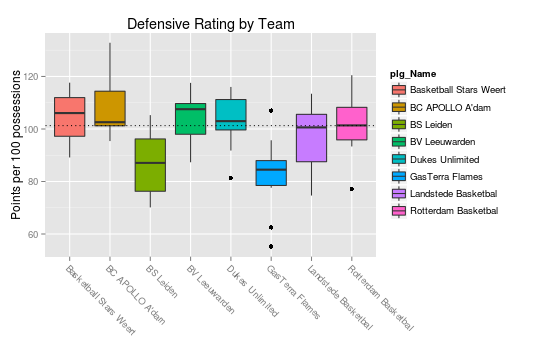 Defensive Rating by Team
Points per 100 possessions
120
100
80
60
Basketball Stars Weert
BC APOLLO A'dam
BS Leiden
BV Leeuwarden
Dukes Unlimited
GasTerra Flames
Landstede Basketbal
Rotterdam Basketbal
plg_Name
Basketball Stars Weert
BC APOLLO A'dam
BS Leiden
BV Leeuwarden
Dukes Unlimited
GasTerra Flames
Landstede Basketbal
Rotterdam Basketbal